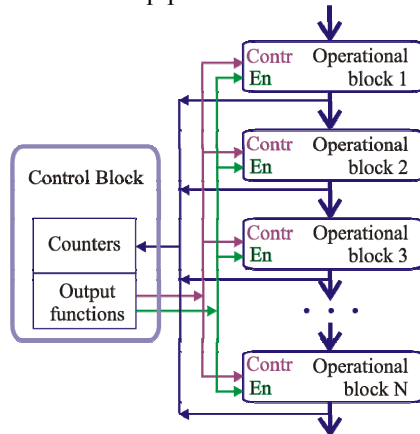 Contr Operational
En block 1
Contr Operational
En block 2
Control Block
Counters
Contr Operational
En block 3
Output
functions
. . .
Contr Operational
En block N